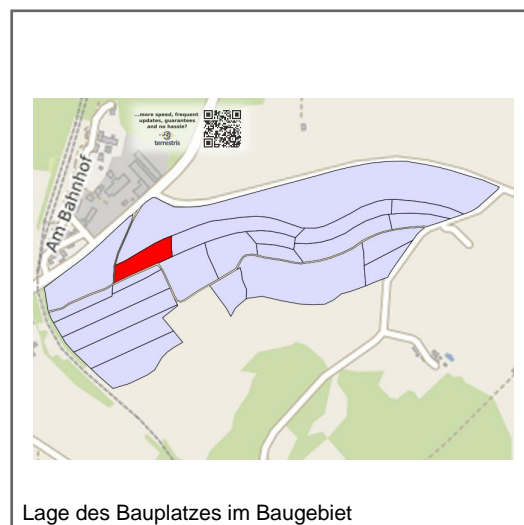 ...more speed, frequent
updates, guarantees
and no hassle?
terrestris
Am Bahnhof
Lage des Bauplatzes im Baugebiet